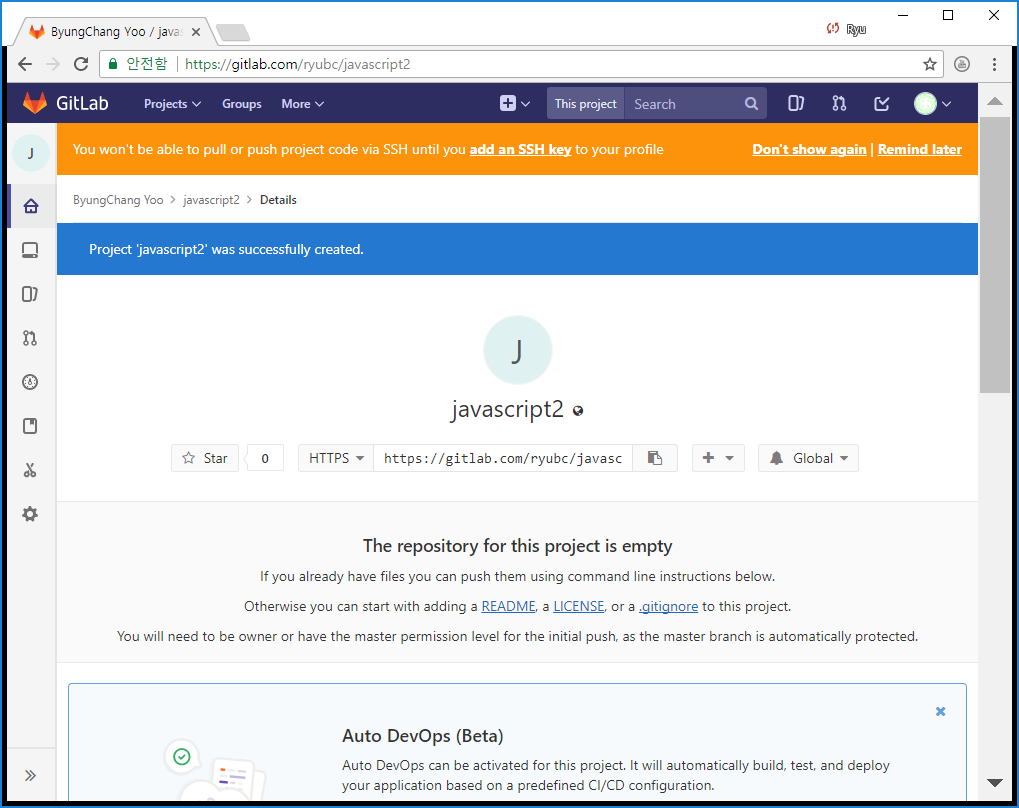 ByungChang Yoo / javas
Ryu
안전함 https://gitlab.com/ryubc/javascript2
GitLab Projects Groups More This project Search
J
You won't be able to pull or push project code via SSH until you add an SSH key to your profile Don't show again | Remind later
ByungChang Yoo > javascript2 > Details
Project 'javascript2' was successfully created.
J
javascript2
Star 0 HTTPS https://gitlab.com/ryubc/javasc Global
The repository for this project is empty
If you already have files you can push them using command line instructions below.
Otherwise you can start with adding a README, a LICENSE, or a .gitignore to this project.
You will need to be owner or have the master permission level for the initial push, as the master branch is automatically protected.
Auto DevOps (Beta)
Auto DevOps can be activated for this project. It will automatically build, test, and deploy
your application based on a predefined CI/CD configuration.